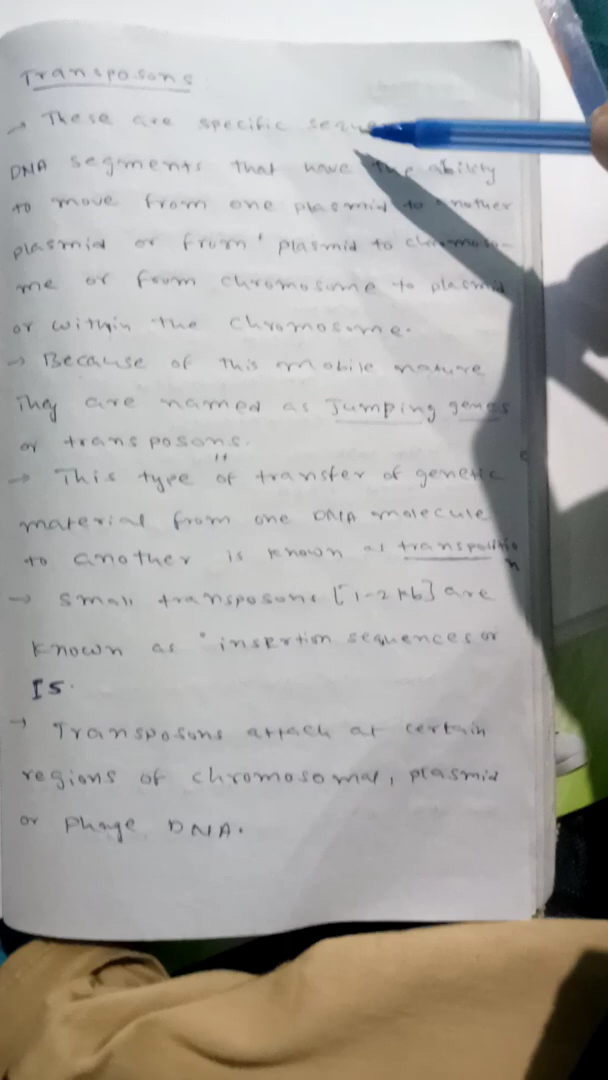 Transposons
→ These are specific seque
DNA segments that have the ability
to move from one plasmid to another
plasmid or from plasmid to chromoso-
me or from chromosome to plasmid
or within the chromosome.
→ Because of this mobile nature
They are named as Jumping genes
or transposons.
→ This type of transfer of genetic
material from one DNA molecule
to another is known as transposition
→ Small transposons [1-2 kb] are
known as insertion sequences or
IS.
→ Transposons attach at certain
regions of chromosomal, plasmid
or phage DNA.